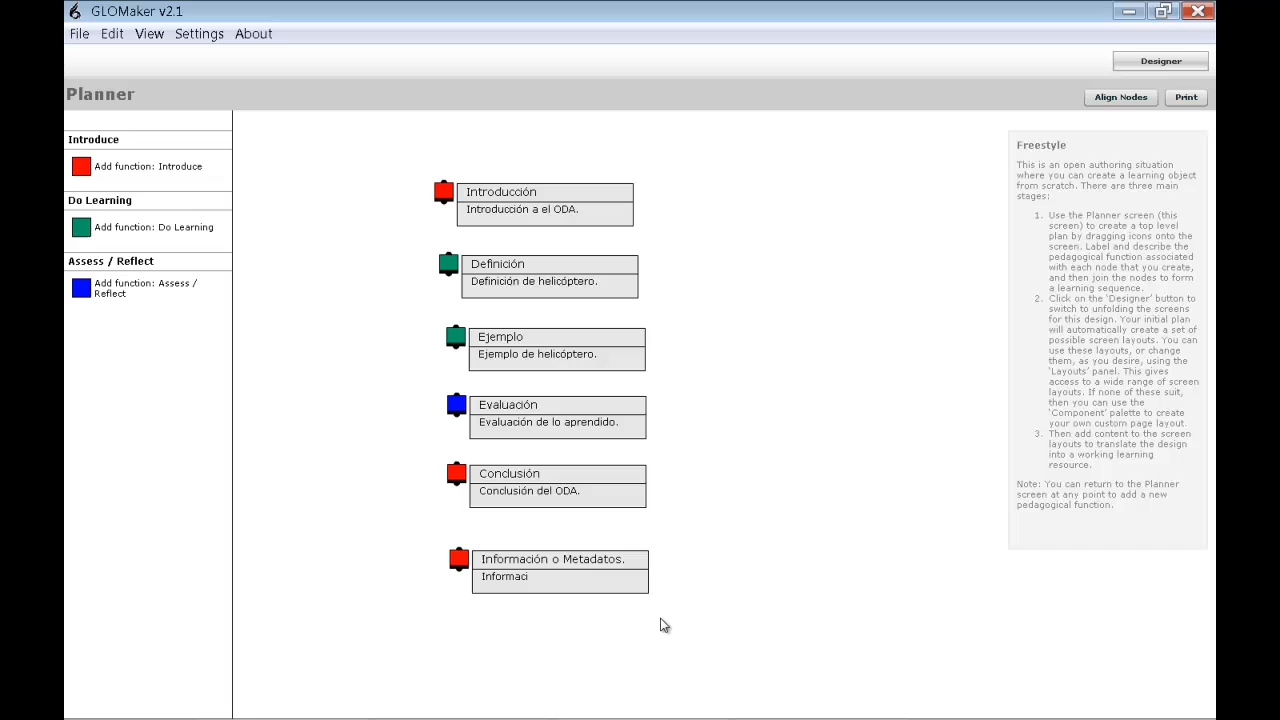 GLOMaker v2.1
File Edit View Settings About
Designer
Planner
Align Nodes Print
Introduce
Add function: Introduce
Do Learning
Add function: Do Learning
Assess / Reflect
Add function: Assess /
Reflect
Introducción
Introducción a el ODA.
Definición
Definición de helicóptero.
Ejemplo
Ejemplo de helicóptero.
Evaluación
Evaluación de lo aprendido.
Conclusión
Conclusión del ODA.
Información o Metadatos.
Informaci
Freestyle
This is an open authoring situation
where you can create a learning object
from scratch. There are three main
stages:
1. Use the Planner screen (this
screen) to create a top level
plan by dragging icons onto the
screen. Label and describe the
pedagogical function associated
with each node that you create,
and then join the nodes to form
a learning sequence.
2. Click on the 'Designer' button to
switch to unfolding the screens
for this design. Your initial plan
will automatically create a set of
possible screen layouts. You can
use these layouts, or change
them, as you desire, using the
'Layouts' panel. This gives
access to a wide range of screen
layouts. If none of these suit,
then you can use the
'Component' palette to create
your own custom page layout.
3. Then add content to the screen
layouts to translate the design
into a working learning
resource.
Note: You can return to the Planner
screen at any point to add a new
pedagogical function.